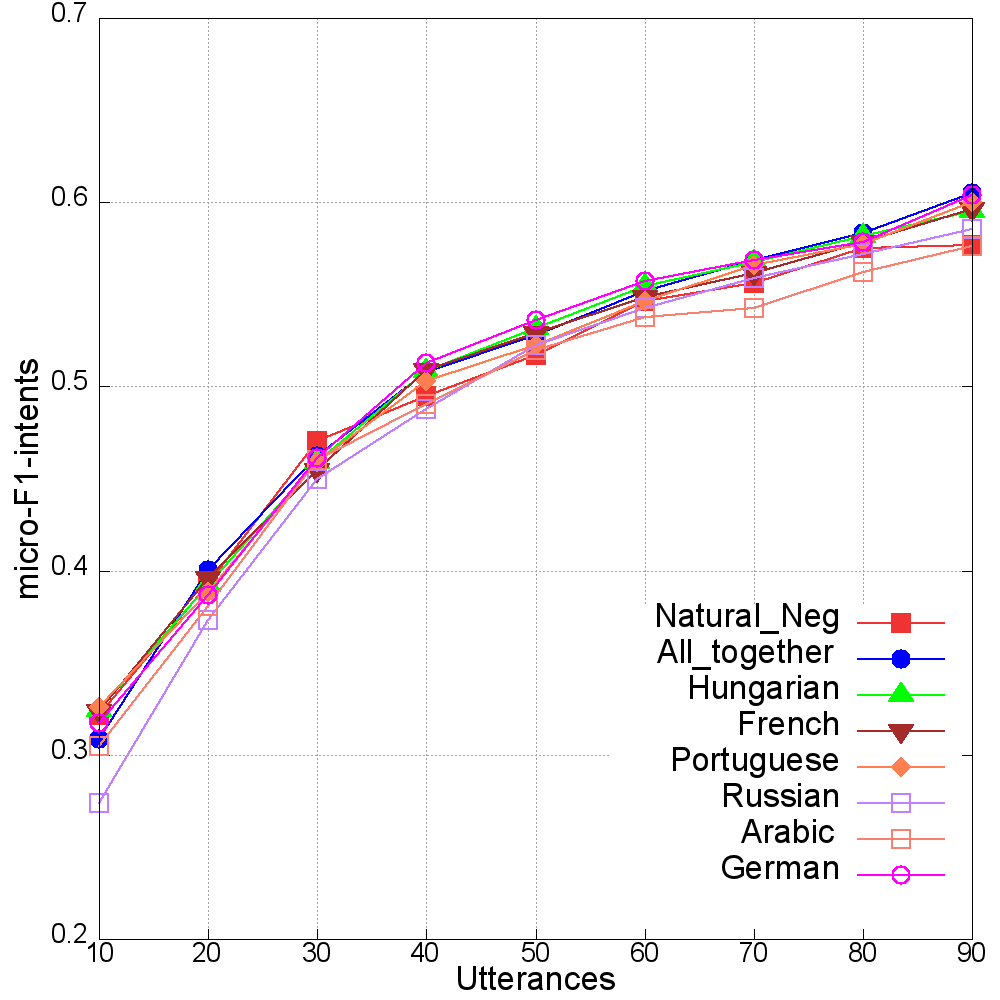 0.7
0.6
0.5
0.4
0.3
0.2
micro-F1-intents
10 20 30 40 50 60 70 80 90
Utterances
Natural_Neg
All_together
Hungarian
French
Portuguese
Russian
Arabic
German